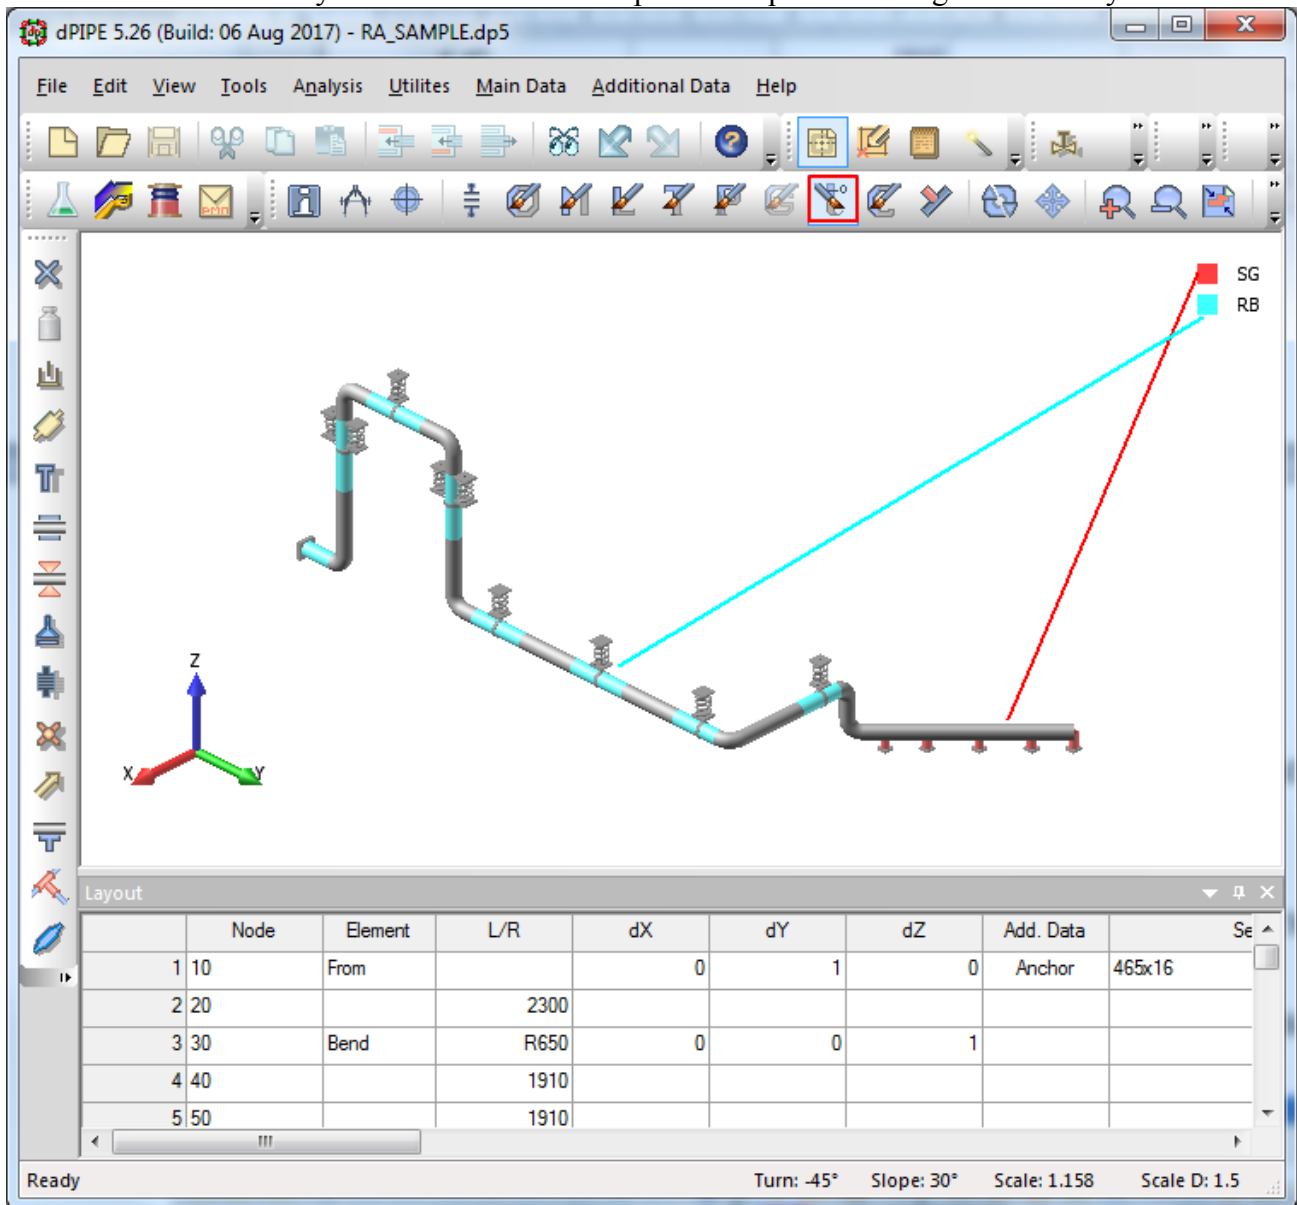 dPIPE 5.26 (Build: 06 Aug 2017) - RA_SAMPLE.dp5
File Edit View Tools Analysis Utilites Main Data Additional Data Help
SG
RB
Z
X
Y
Layout
Node Element L/R dX dY dZ Add. Data Se
1 10 From 0 1 0 Anchor 465x16
2 20 2300
3 30 Bend R650 0 0 1
4 40 1910
5 50 1910
Ready Turn: -45° Slope: 30° Scale: 1.158 Scale D: 1.5